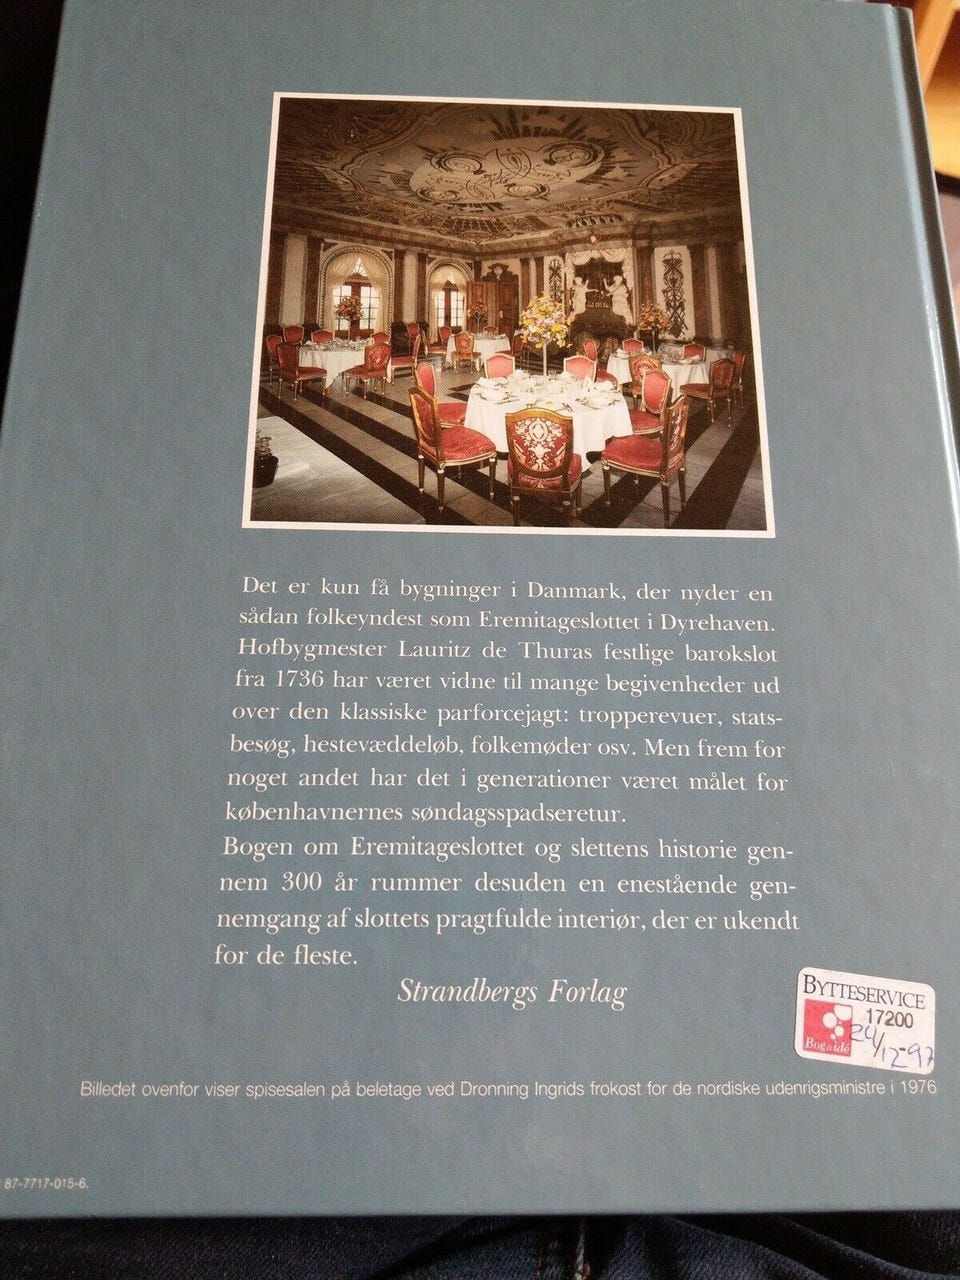 Det er kun få bygninger i Danmark, der nyder en
sådan folkeyndest som Eremitageslottet i Dyrehaven.
Hofbygmester Lauritz de Thuras festlige barokslot
fra 1736 har været vidne til mange begivenheder ud
over den klassiske parforcejagt: tropperevuer, stats-
besøg, hestevæddeløb, folkemøder osv. Men frem for
noget andet har det i generationer været målet for
københavnernes søndagsspadseretur.
Bogen om Eremitageslottet og slettens historie gen-
nem 300 år rummer desuden en enestående gen-
nemgang af slottets pragtfulde interiør, der er ukendt
for de fleste.
Strandbergs Forlag
BYTTESERVICE
17200
Bog & idé
24/12-97
Billedet ovenfor viser spisesalen på beletage ved Dronning Ingrids frokost for de nordiske udenrigsministre i 1976
87-7717-015-6.